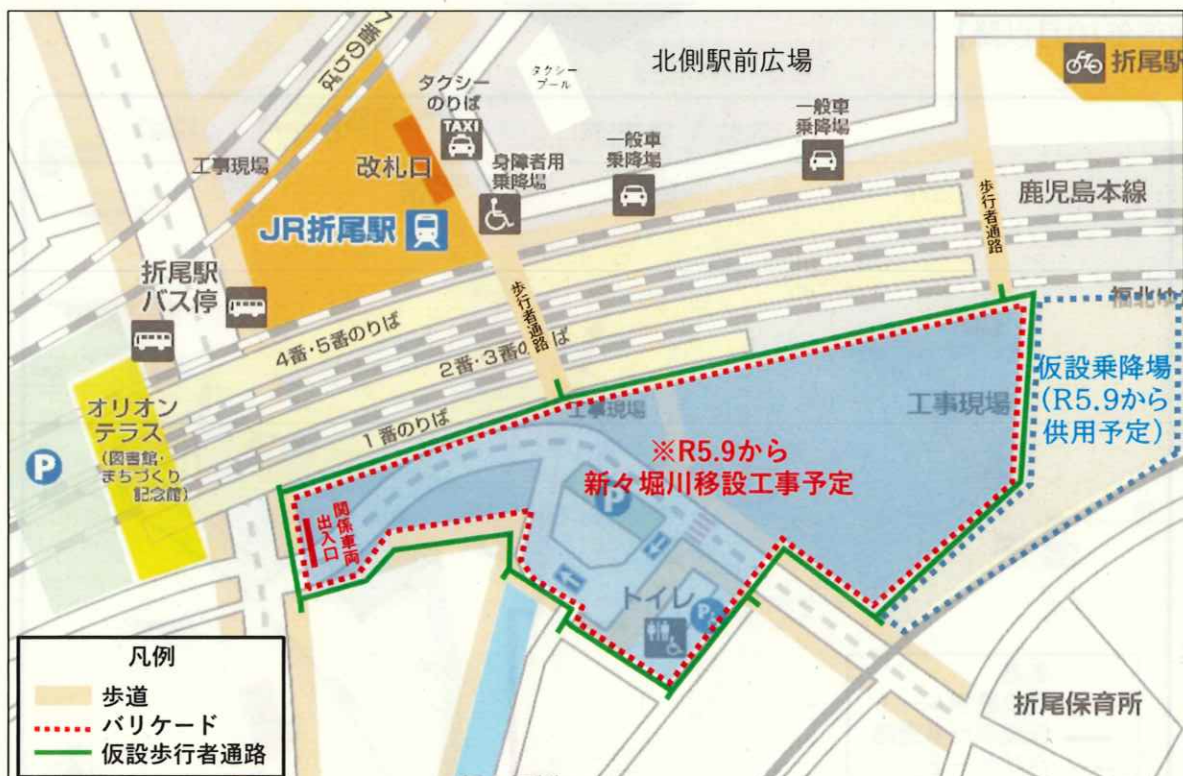 7番のりば
工事現場
改札口
タクシー
のりば
TAXI
タクシー
プール
北側駅前広場
身障者用
乗降場
一般車
乗降場
一般車
乗降場
折尾駅
JR折尾駅
歩行者通路
鹿児島本線
折尾駅
バス停
4番・5番のりば
2番・3番のりば
1番のりば
歩行者通路
福北ゆ
オリオン
テラス
(図書館・
まちづくり
記念館)
P
工事現場
工事現場
仮設乗降場
(R5.9から
供用予定)
※R5.9から
新々堀川移設工事予定
関係車両
出入口
P
トイレ
P
折尾保育所
凡例
歩道
バリケード
仮設歩行者通路